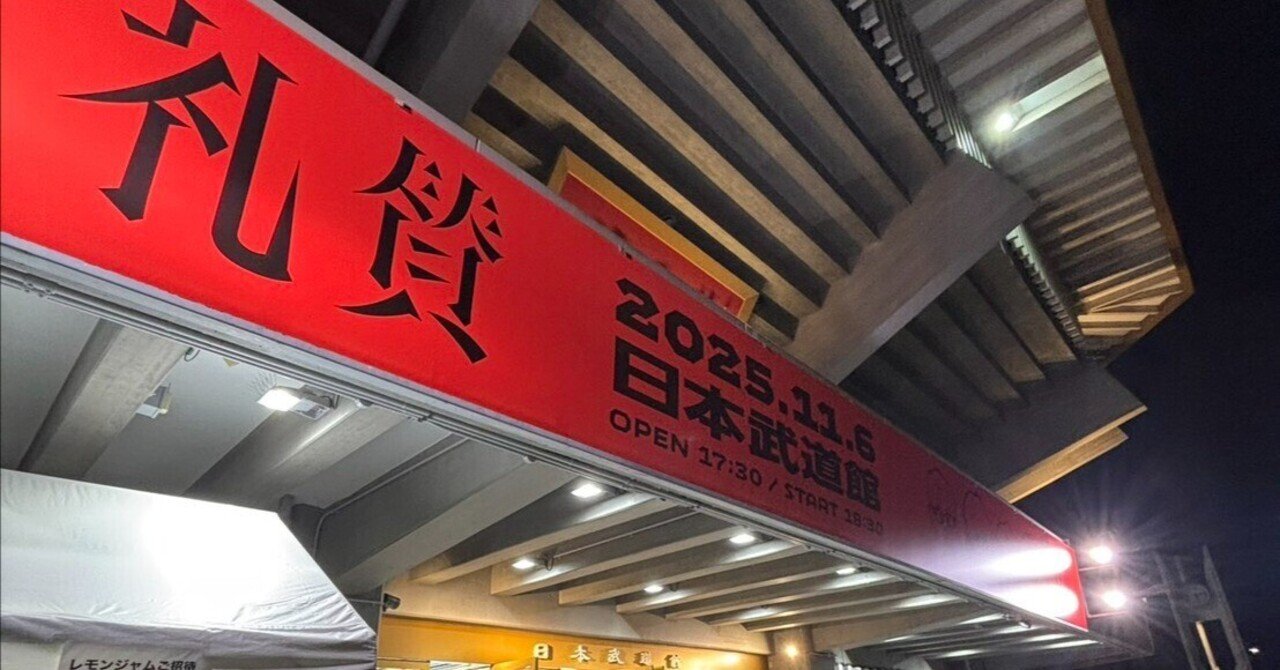 礼賛
2025.11.6
日本武道館
OPEN 17:30 / START 18:30
日本武道館
レモンジャムご招待